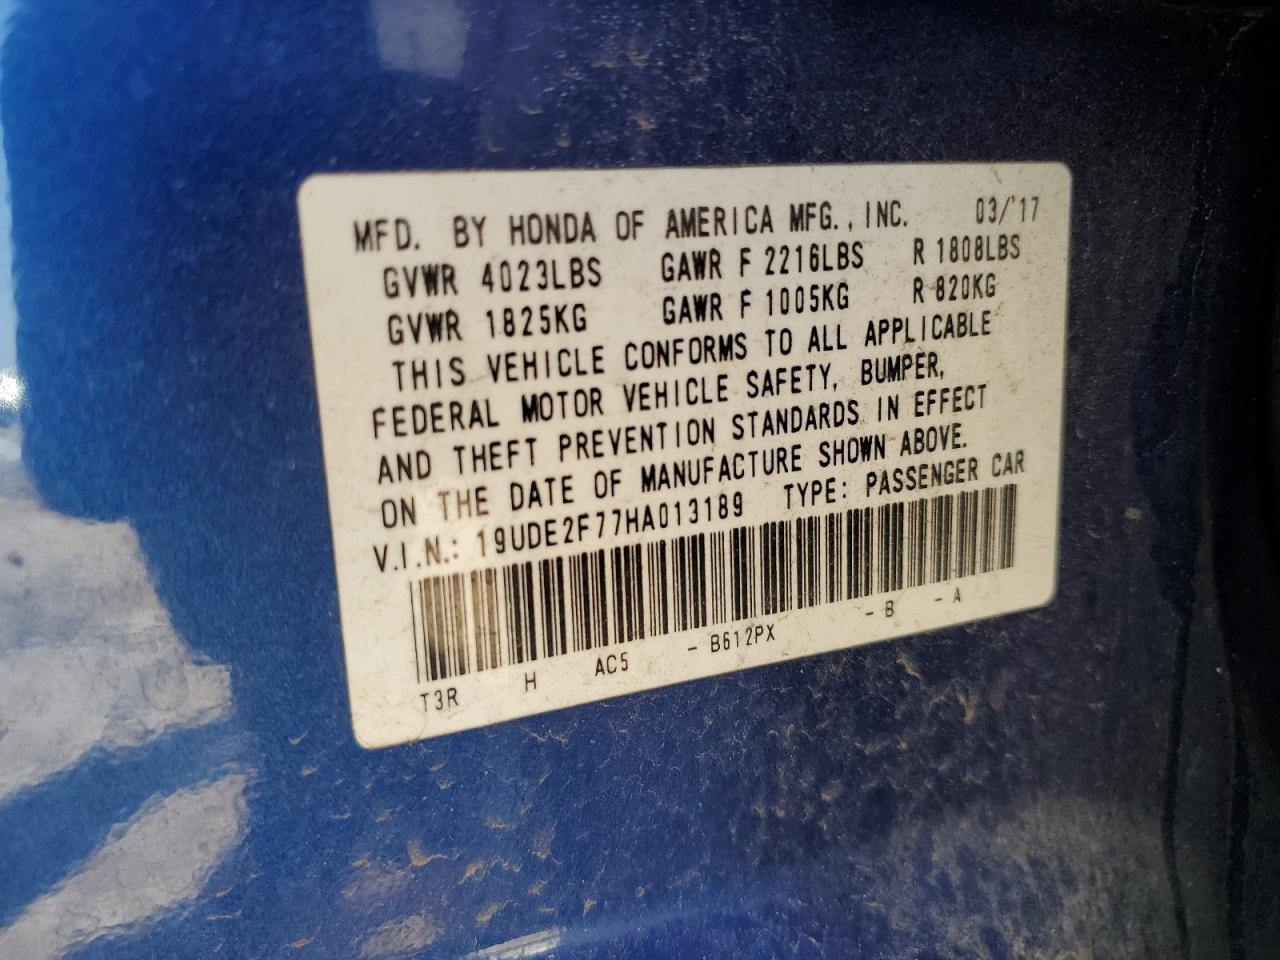 MFD. BY HONDA OF AMERICA MFG., INC. 03/'17
GVWR 4023LBS GAWR F 2216LBS R 1808LBS
GVWR 1825KG GAWR F 1005KG R 820KG
THIS VEHICLE CONFORMS TO ALL APPLICABLE
FEDERAL MOTOR VEHICLE SAFETY, BUMPER,
AND THEFT PREVENTION STANDARDS IN EFFECT
ON THE DATE OF MANUFACTURE SHOWN ABOVE.
V.I.N.: 19UDE2F77HA013189 TYPE: PASSENGER CAR
T3R H AC5 - B612PX - B - A